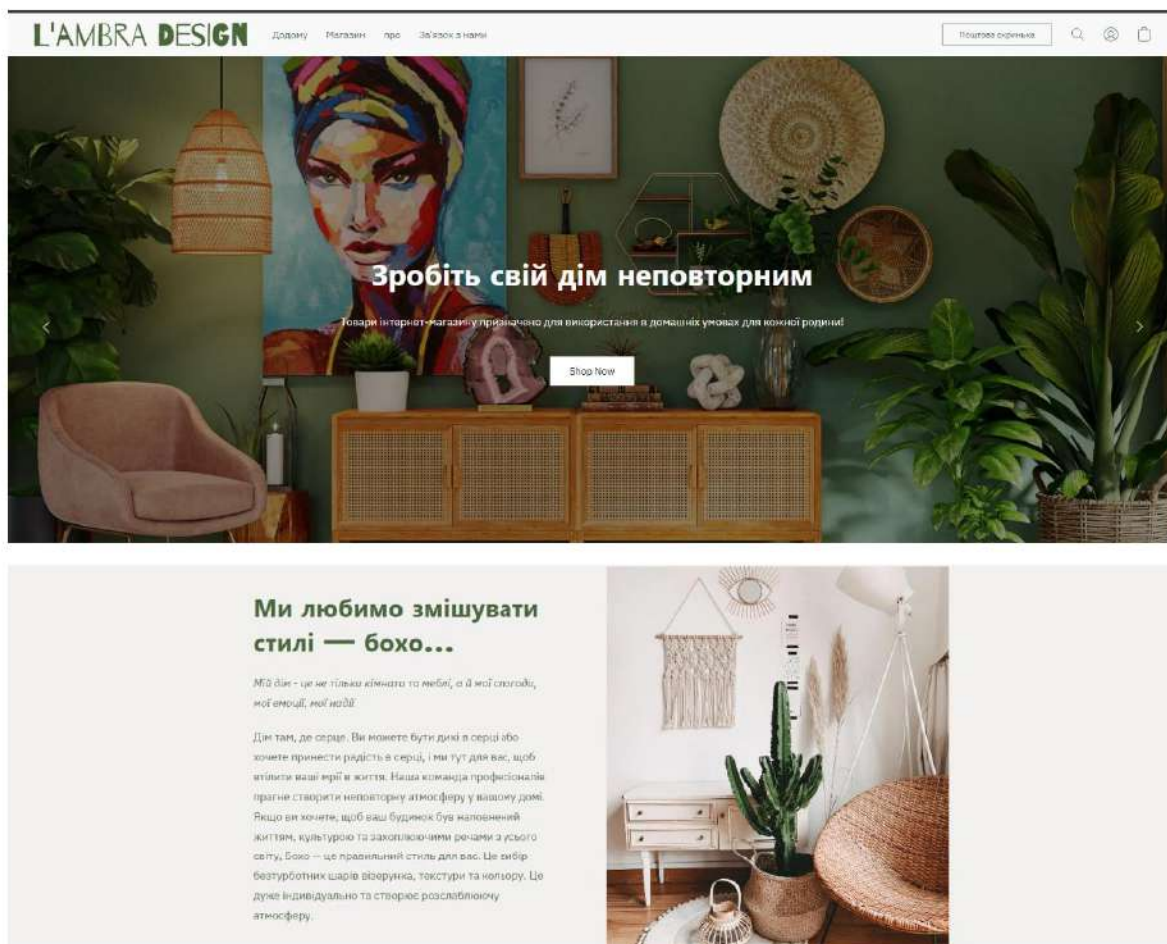 L'AMBRA DESIGN
Додому Магазин про Зв'язок з нами
Поштова скринька
Зробіть свій дім неповторним
Товари інтернет-магазину призначено для використання в домашніх умовах для кожної родини!
Shop Now
Ми любимо змішувати
стилі — бохо...
Мій дім - це не тільки кімната та меблі, а й мої спогади,
мої емоції, мої надії
Дім там, де серце. Ви можете бути дикі в серці або
хочете принести радість в серці, і ми тут для вас, щоб
втілити ваші мрії в життя. Наша команда професіоналів
прагне створити неповторну атмосферу у вашому домі.
Якщо ви хочете, щоб ваш будинок був наповнений
життям, культурою та захоплюючими речами з усього
світу, Бохо — це правильний стиль для вас. Це вибір
безтурботних шарів візерунка, текстури та кольору. Це
дуже індивідуально та створює розслаблюючу
атмосферу.